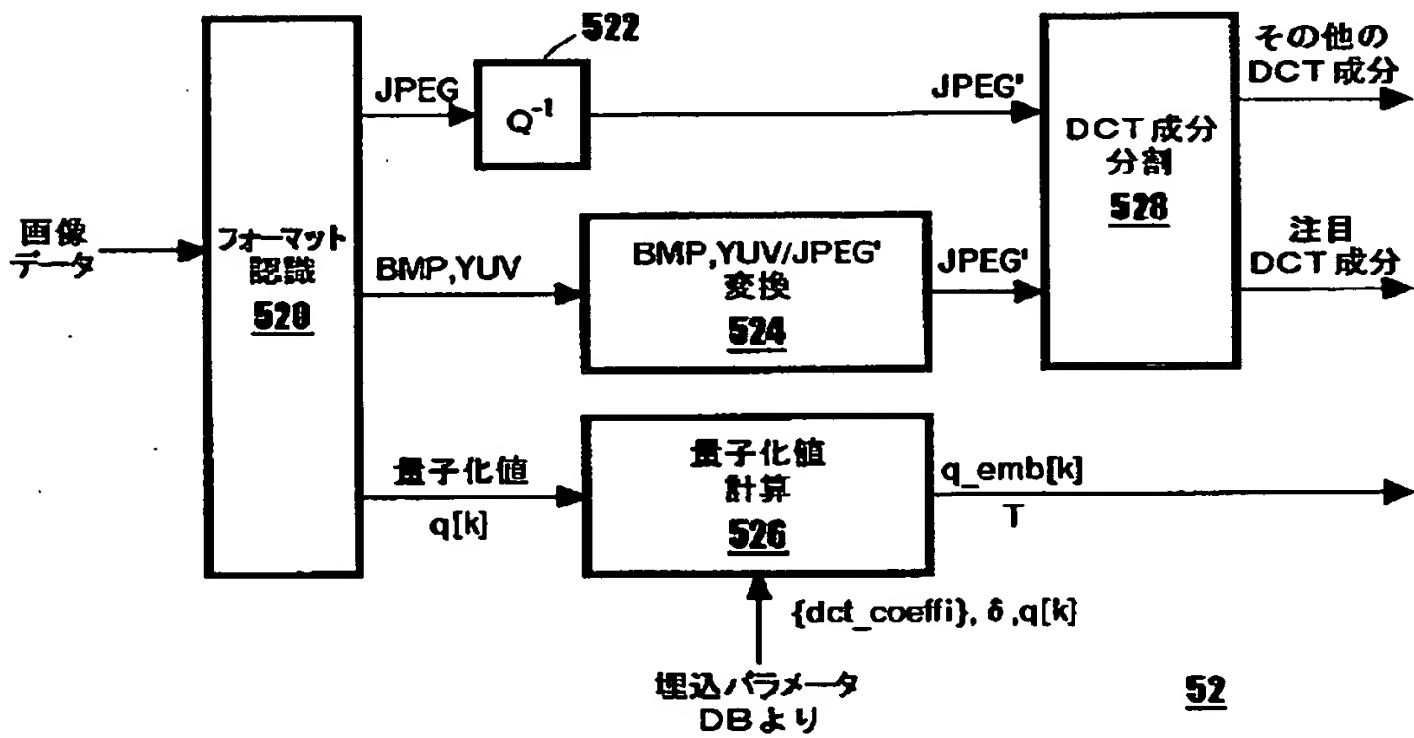 画像
データ
フォーマット
認識
520
JPEG
522
Q⁻¹
JPEG'
BMP,YUV
BMP,YUV/JPEG'
変換
524
JPEG'
DCT成分
分割
528
その他の
DCT成分
注目
DCT成分
量子化値
q[k]
量子化値
計算
526
q_emb[k]
T
{dct_coeffi}, δ,q[k]
埋込パラメータ
DBより
52